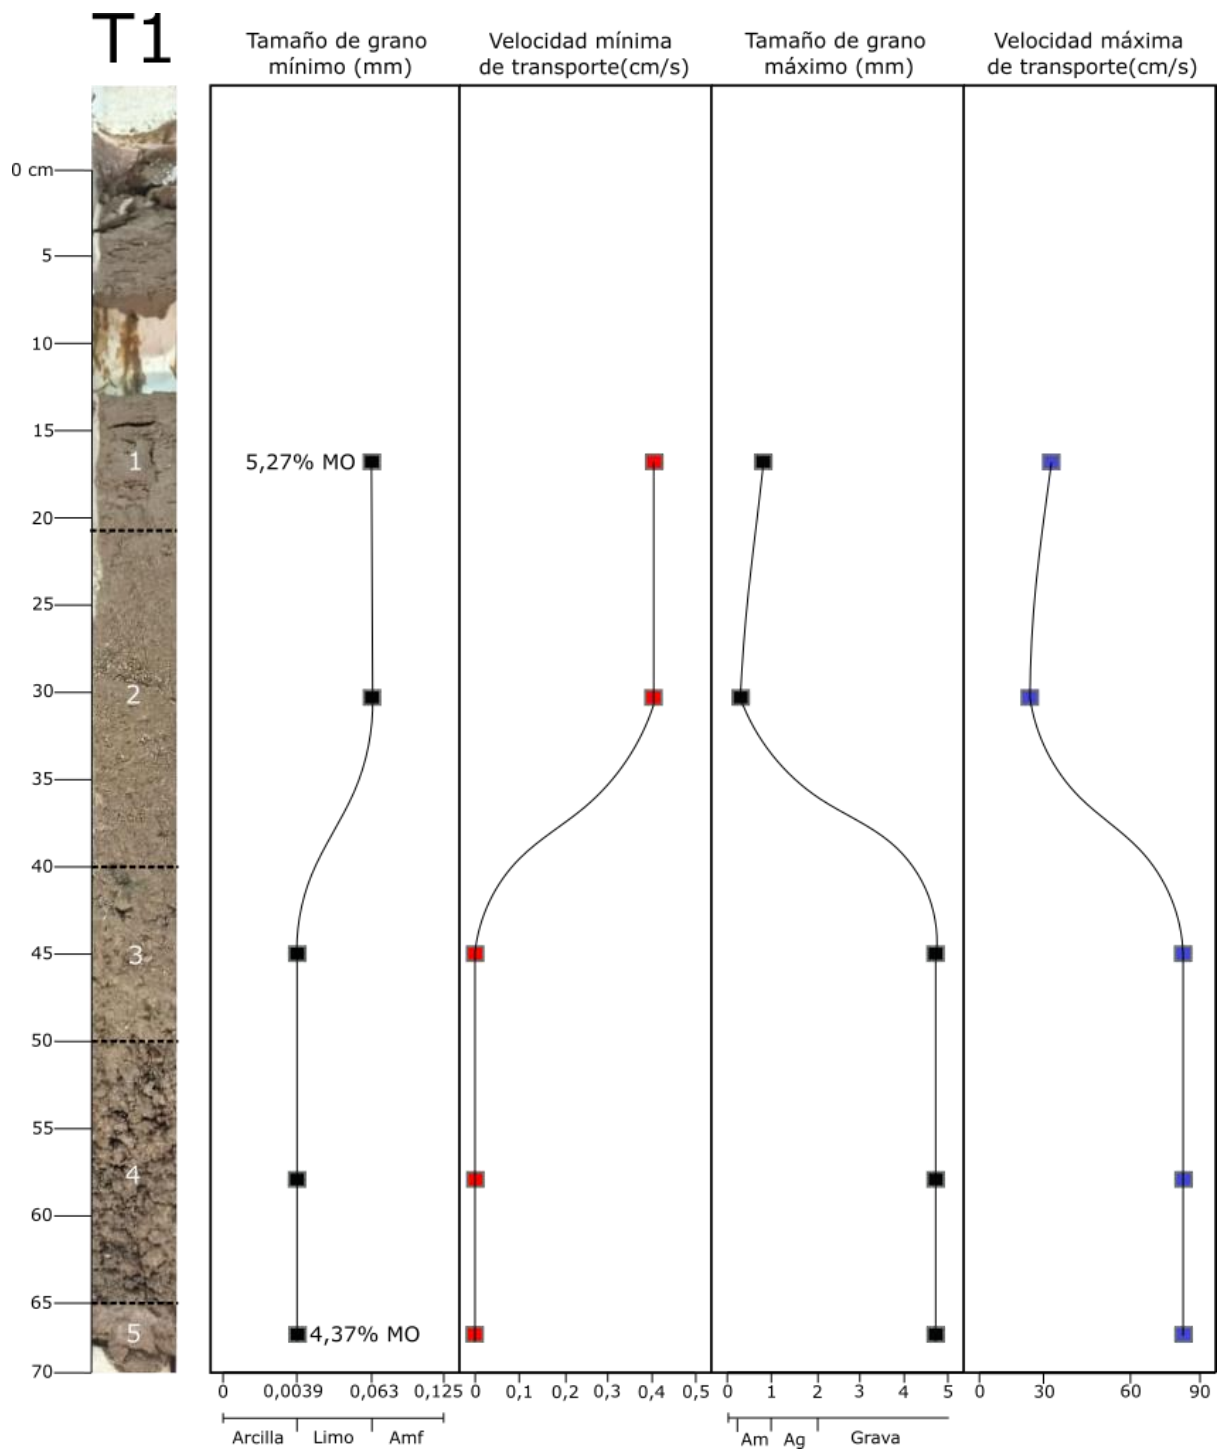 T1
Tamaño de grano
mínimo (mm)
Velocidad mínima
de transporte(cm/s)
Tamaño de grano
máximo (mm)
Velocidad máxima
de transporte(cm/s)
0 cm
5
10
15
20
25
30
35
40
45
50
55
60
65
70
1
2
3
4
5
5,27% MO
4,37% MO
0 0,0039 0,063 0,125
0 0,1 0,2 0,3 0,4 0,5
0 1 2 3 4 5
0 30 60 90
Arcilla Limo Amf
Am Ag Grava